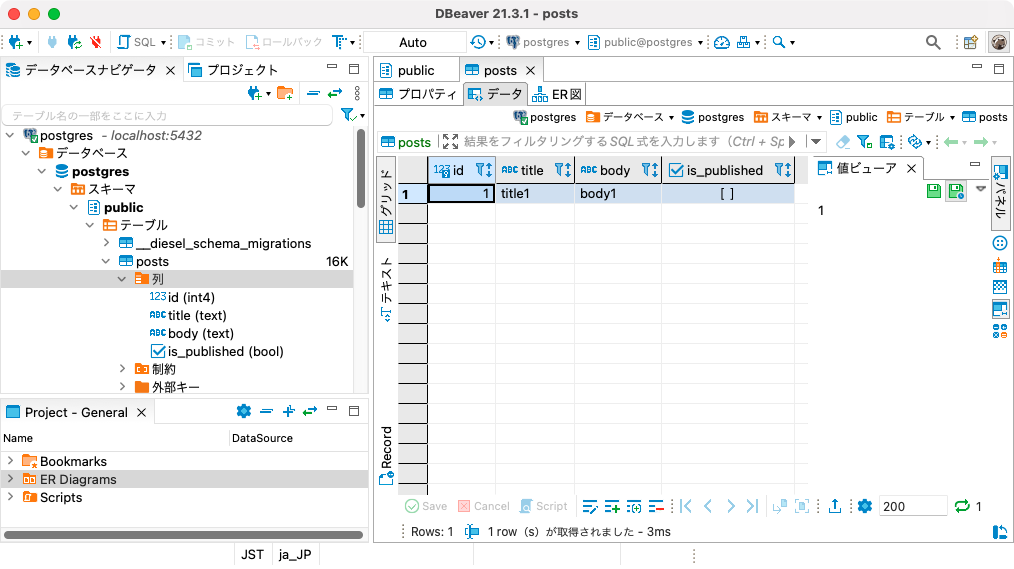 DBeaver 21.3.1 - posts
SQL コミット ロールバック Auto postgres public@postgres
データベースナビゲータ プロジェクト
テーブル名の一部をここに入力
postgres - localhost:5432
データベース
postgres
スキーマ
public
テーブル
__diesel_schema_migrations
posts 16K
列
123 id (int4)
ABC title (text)
ABC body (text)
is_published (bool)
制約
外部キー
Project - General
Name DataSource
Bookmarks
ER Diagrams
Scripts
public posts
プロパティ データ ER図
postgres データベース postgres スキーマ public テーブル posts
posts 結果をフィルタリングする SQL 式を入力します (Ctrl + Sp
グリッド
テキスト
Record
123 id ABC title ABC body is_published
1 1 title1 body1 [ ]
値ビューア
1
パネル
Save Cancel Script 200 1
Rows: 1 1 row（s）が取得されました - 3ms
JST ja_JP